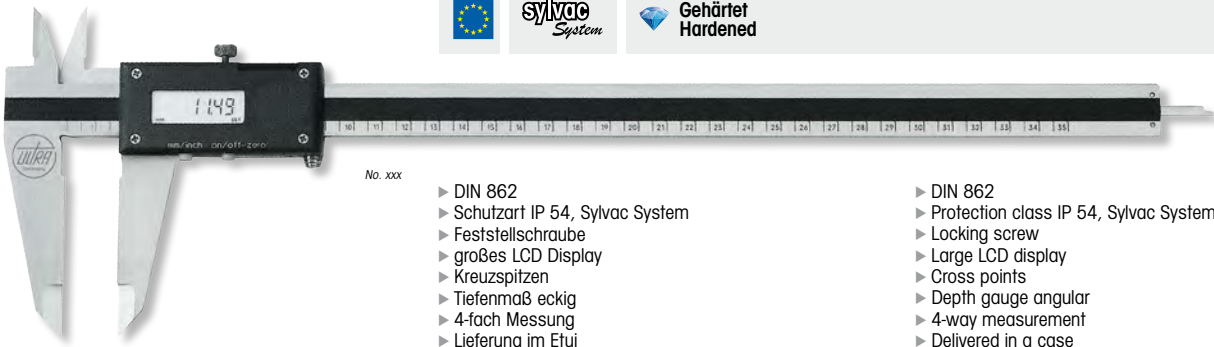 sylvac
System
Gehärtet
Hardened
11.49
mm/inch on/off-zero
10 11 12 13 14 15 16 17 18 19 20 21 22 23 24 25 26 27 28 29 30 31 32 33 34 35
ULTRA
No. xxx
▶ DIN 862
▶ Schutzart IP 54, Sylvac System
▶ Feststellschraube
▶ großes LCD Display
▶ Kreuzspitzen
▶ Tiefenmaß eckig
▶ 4-fach Messung
▶ Lieferung im Etui
▶ DIN 862
▶ Protection class IP 54, Sylvac System
▶ Locking screw
▶ Large LCD display
▶ Cross points
▶ Depth gauge angular
▶ 4-way measurement
▶ Delivered in a case